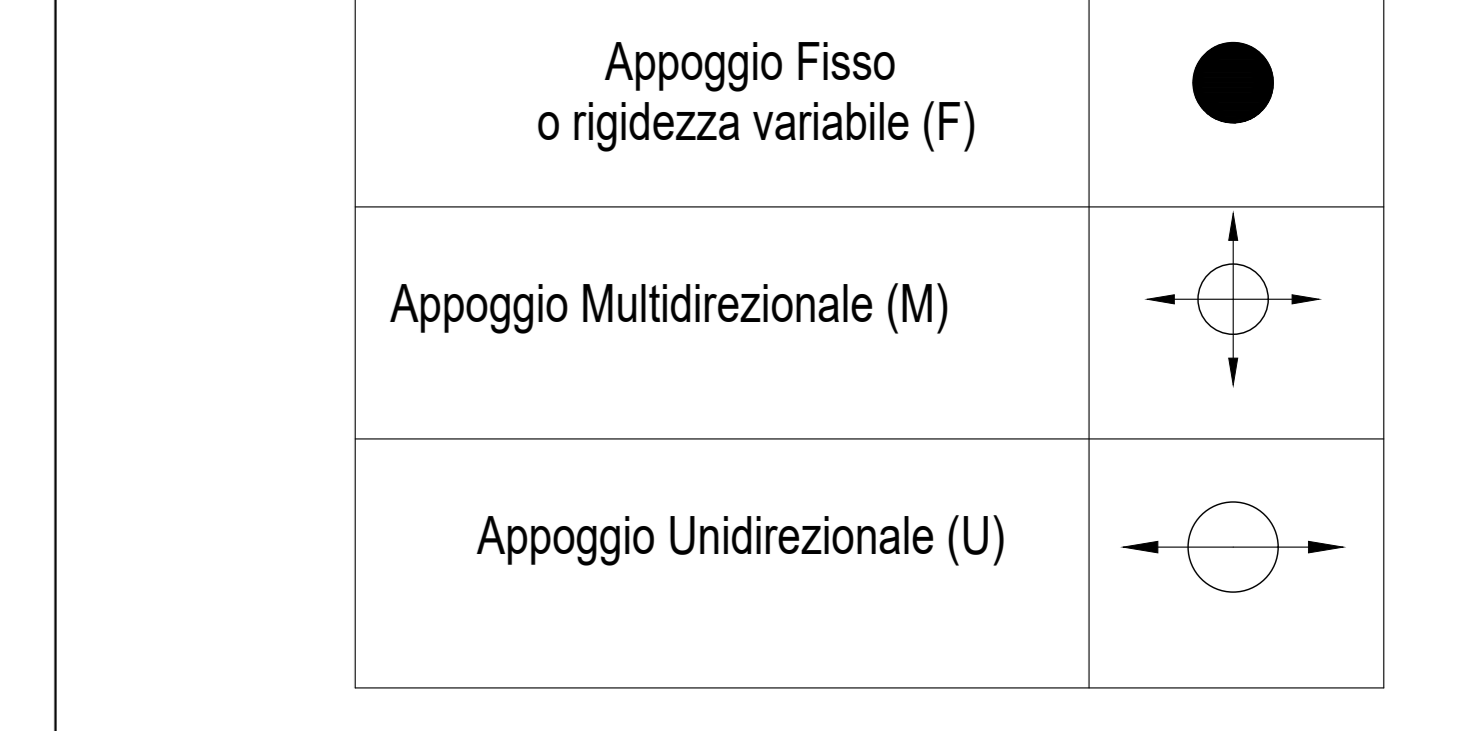 Appoggio Fisso
o rigidezza variabile (F)
Appoggio Multidirezionale (M)
Appoggio Unidirezionale (U)